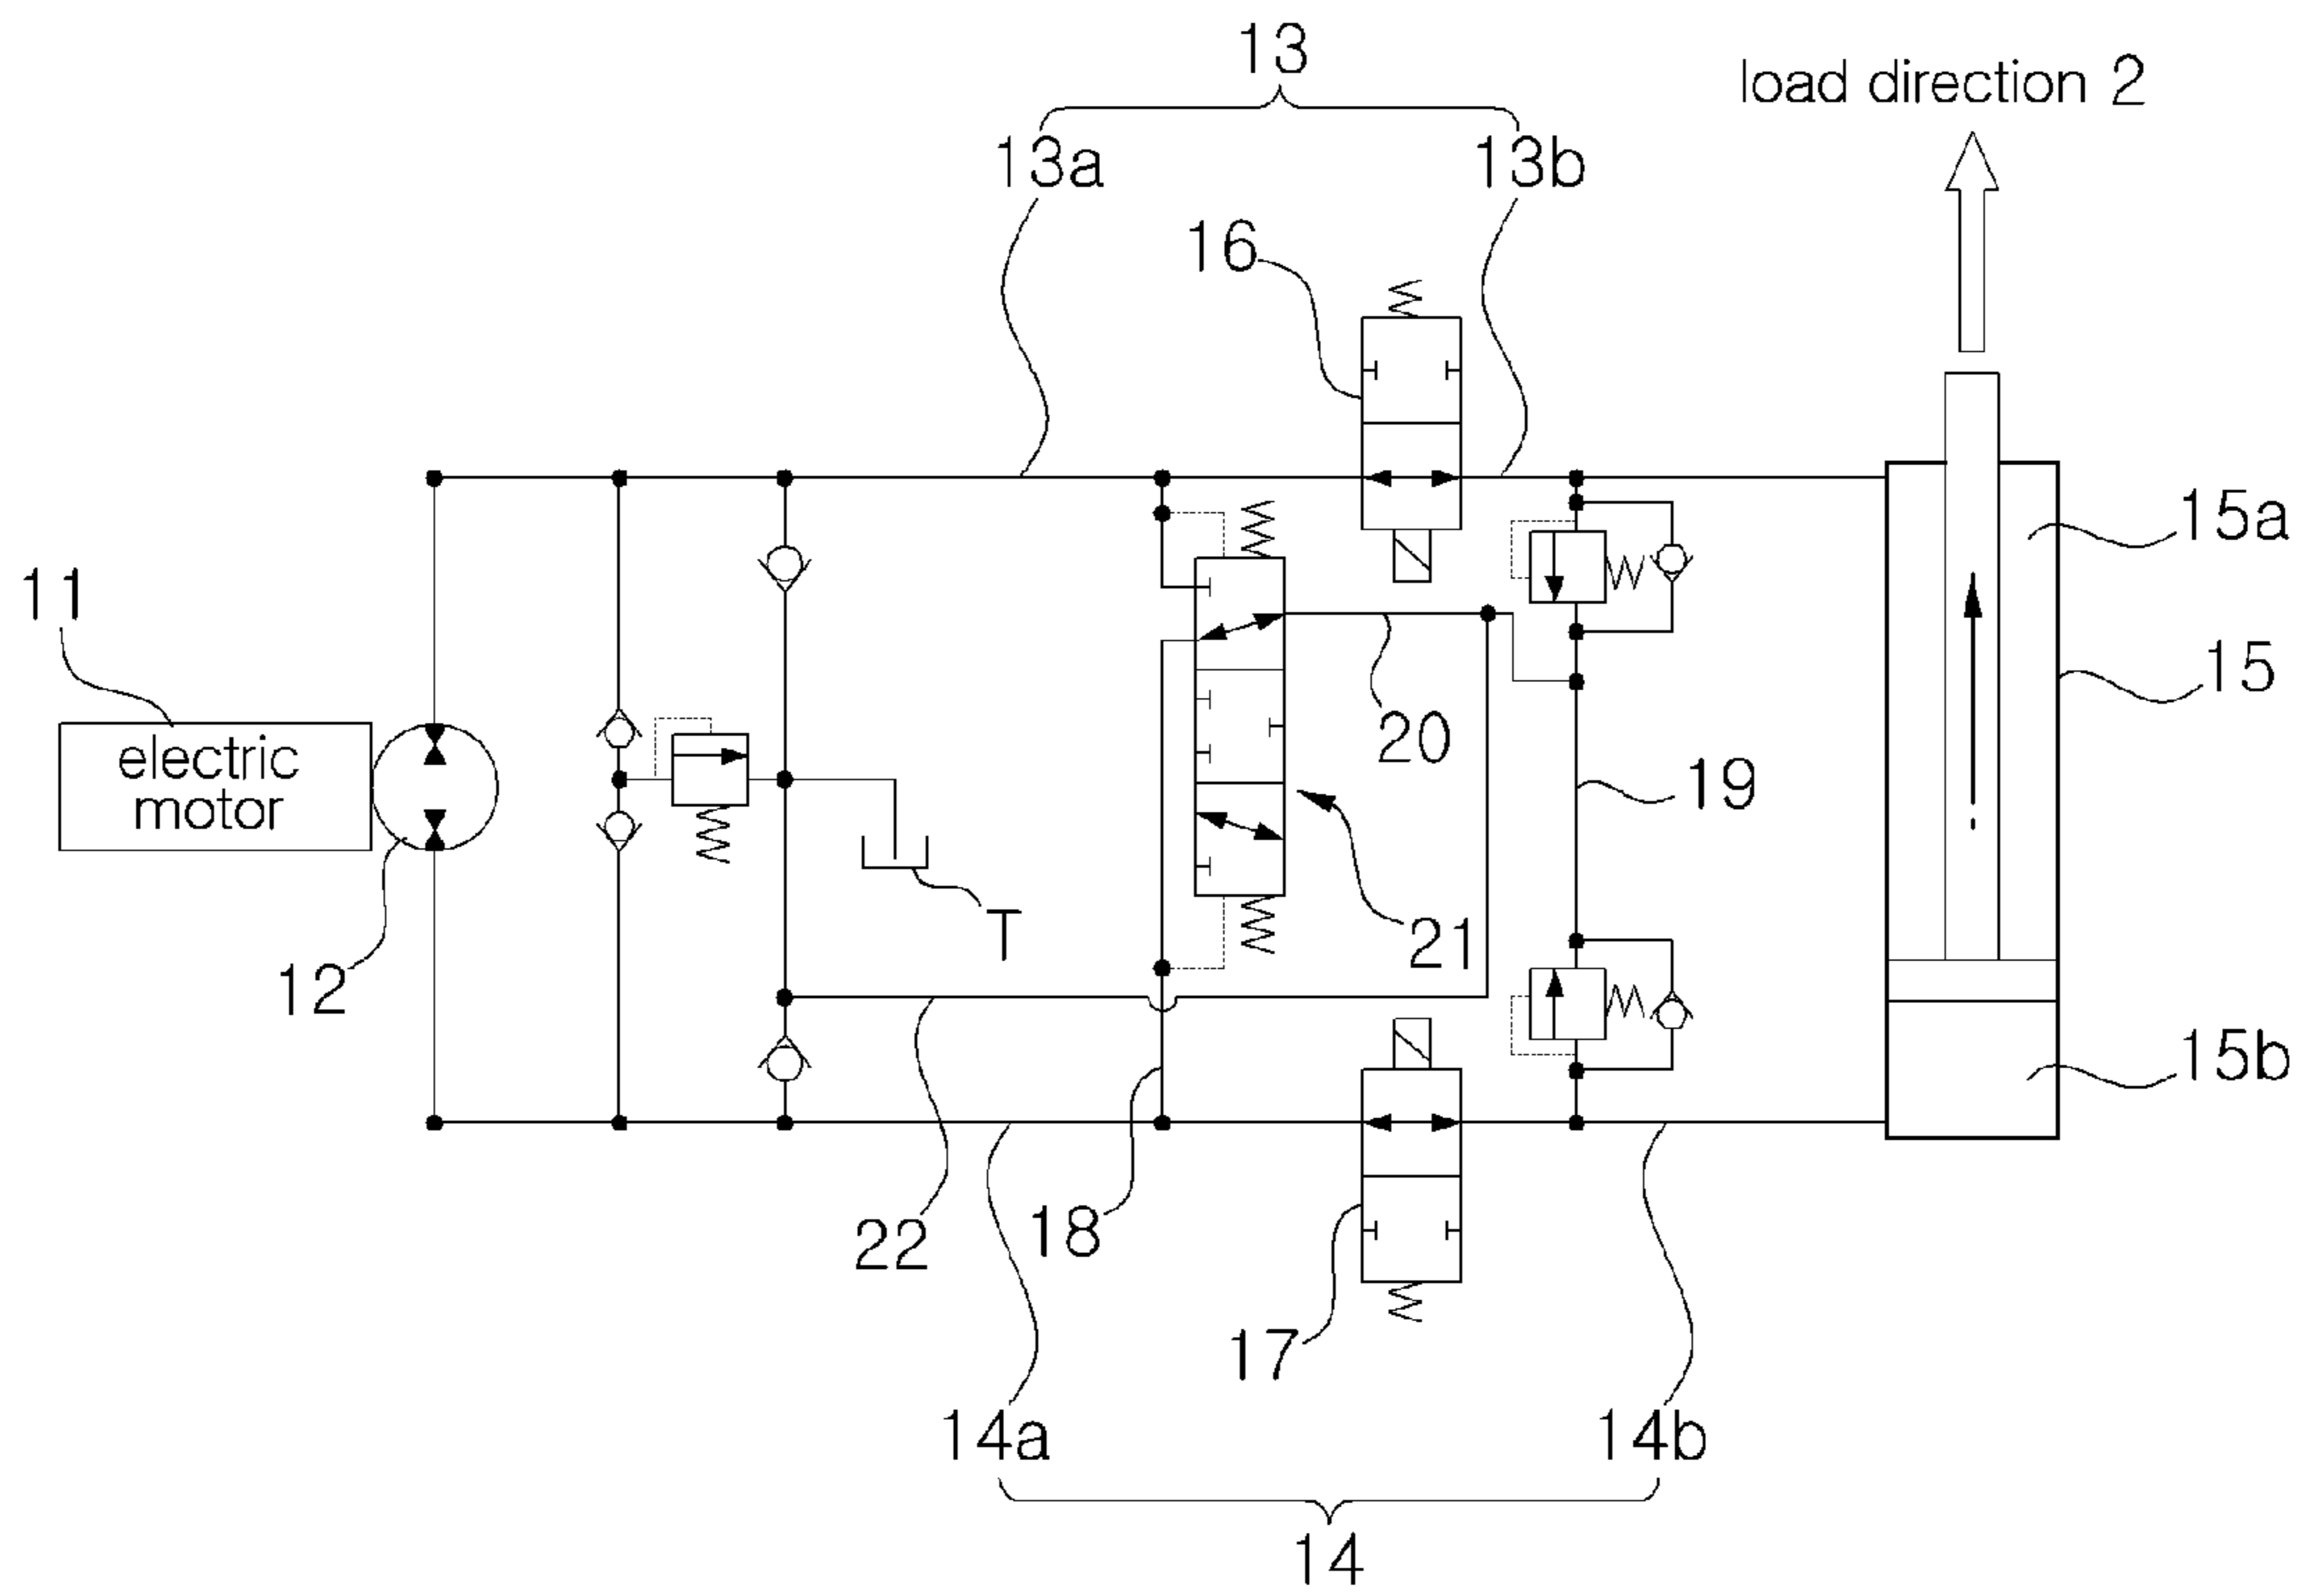 13
load direction 2
13a
13b
16
15a
11
15
electric
motor
20
19
T
21
12
15b
22
18
17
14a
14b
14